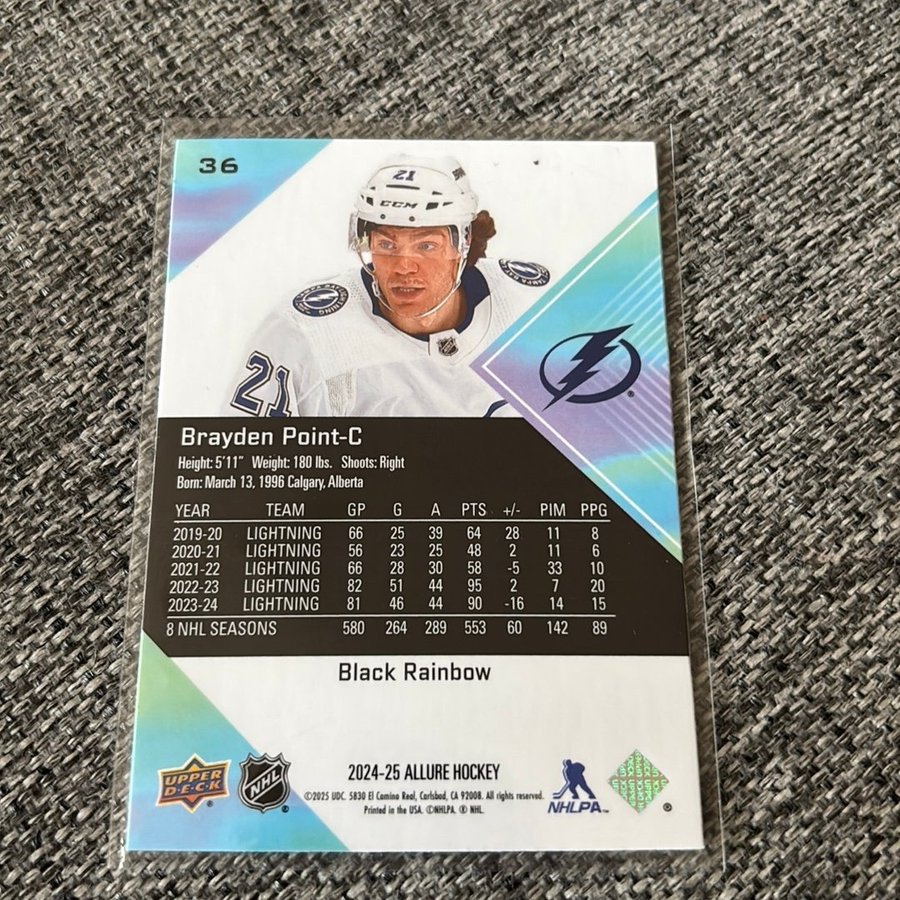 36
21
CCM
21
Brayden Point-C
Height: 5'11" Weight: 180 lbs. Shoots: Right
Born: March 13, 1996 Calgary, Alberta
YEAR TEAM GP G A PTS +/- PIM PPG
2019-20 LIGHTNING 66 25 39 64 28 11 8
2020-21 LIGHTNING 56 23 25 48 2 11 6
2021-22 LIGHTNING 66 28 30 58 -5 33 10
2022-23 LIGHTNING 82 51 44 95 2 7 20
2023-24 LIGHTNING 81 46 44 90 -16 14 15
8 NHL SEASONS 580 264 289 553 60 142 89
Black Rainbow
UPPER DECK
NHL
2024-25 ALLURE HOCKEY
©2025 UDC. 5830 El Camino Real, Carlsbad, CA 92008. All rights reserved.
Printed in the USA. ©NHLPA. ® NHL.
NHLPA